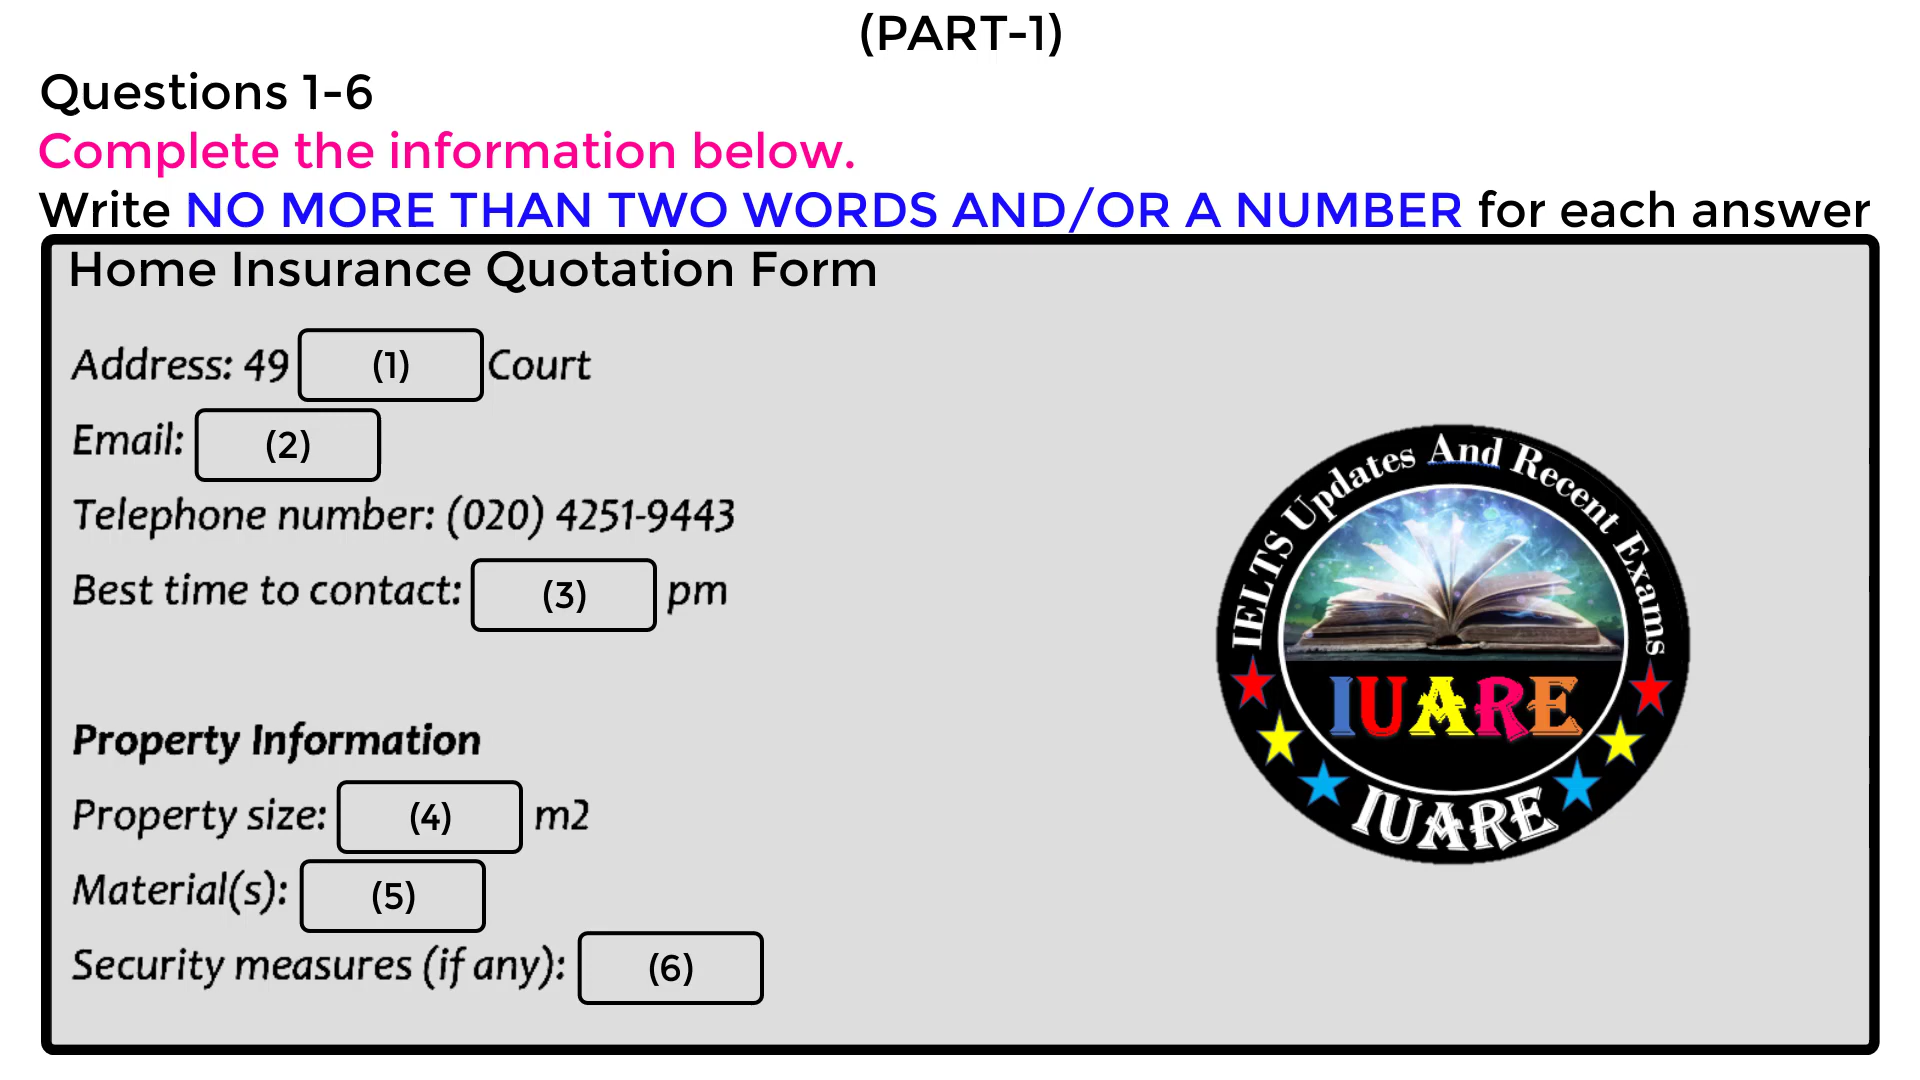 (PART-1)
Questions 1-6
Complete the information below.
Write NO MORE THAN TWO WORDS AND/OR A NUMBER for each answer
Home Insurance Quotation Form
Address: 49 (1) Court
Email: (2)
Telephone number: (020) 4251-9443
Best time to contact: (3) pm
Property Information
Property size: (4) m2
Material(s): (5)
Security measures (if any): (6)
IELTS Updates And Recent Exams
IUARE
IUARE